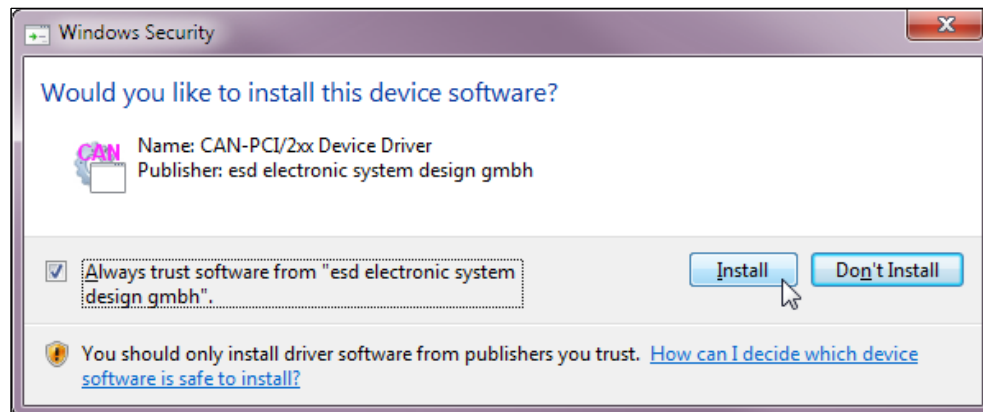 Windows Security
Would you like to install this device software?
CAN
Name: CAN-PCI/2xx Device Driver
Publisher: esd electronic system design gmbh
Always trust software from "esd electronic system
design gmbh".
Install
Don't Install
You should only install driver software from publishers you trust. How can I decide which device
software is safe to install?